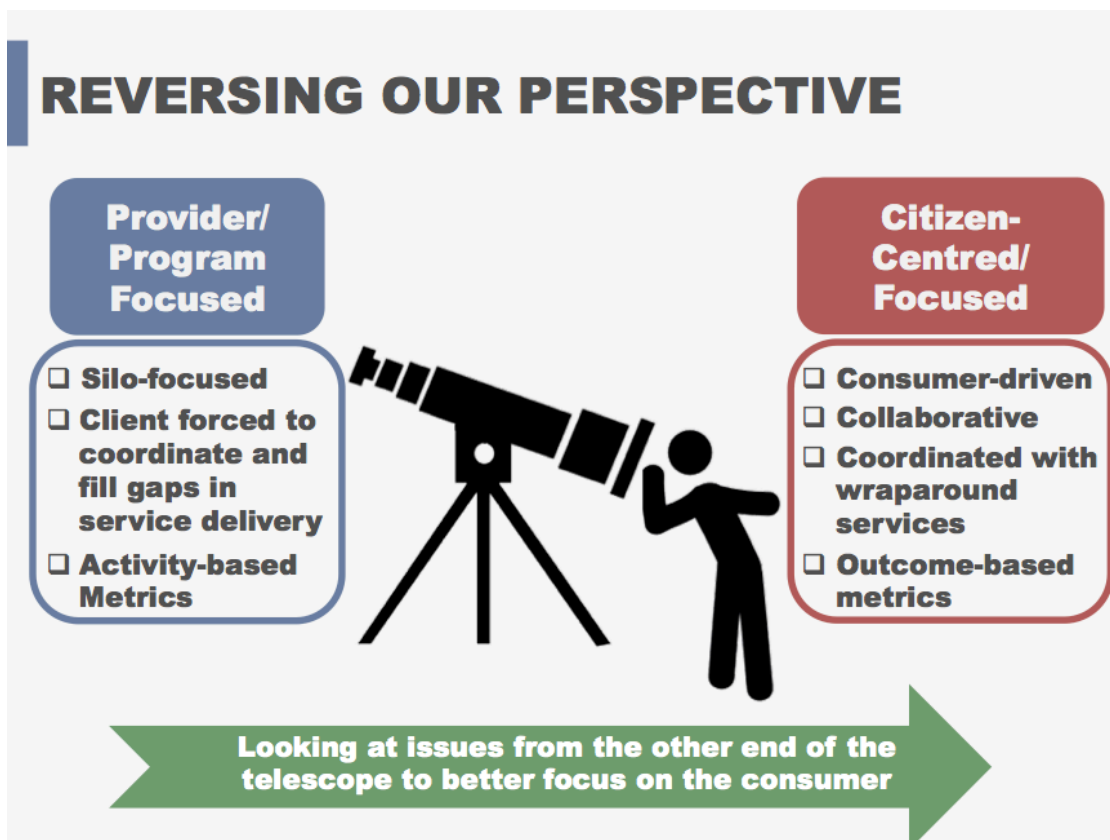 REVERSING OUR PERSPECTIVE
Provider/
Program
Focused
❑ Silo-focused
❑ Client forced to
coordinate and
fill gaps in
service delivery
❑ Activity-based
Metrics
Citizen-
Centred/
Focused
❑ Consumer-driven
❑ Collaborative
❑ Coordinated with
wraparound
services
❑ Outcome-based
metrics
Looking at issues from the other end of the
telescope to better focus on the consumer